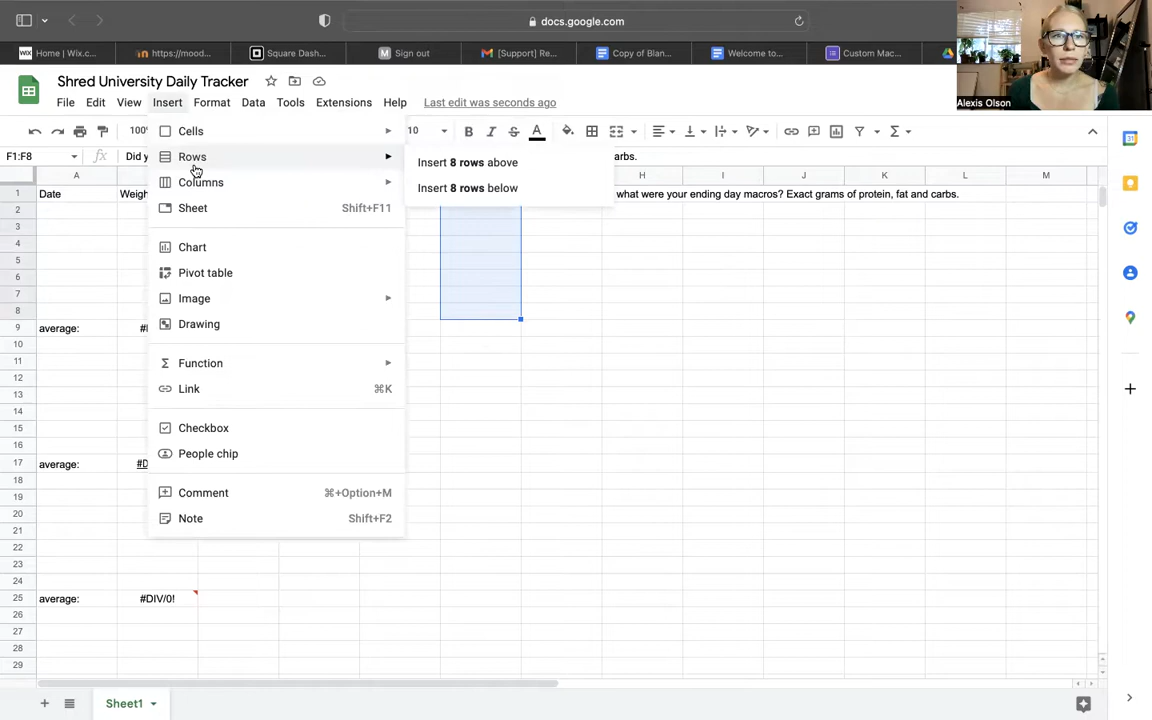 docs.google.com
Home | Wix.c...
https://mood...
Square Dash...
Sign out
[Support] Re...
Copy of Blan...
Welcome to...
Custom Mac...
Shred University Daily Tracker
Alexis Olson
File Edit View Insert Format Data Tools Extensions Help Last edit was seconds ago
100% 10
F1:F8 Did y arbs.
A H I J K L M
1 Date Weigh what were your ending day macros? Exact grams of protein, fat and carbs.
Cells
Rows
Insert 8 rows above
Columns
Insert 8 rows below
Sheet Shift+F11
Chart
Pivot table
Image
Drawing
Function
Link ⌘K
Checkbox
People chip
Comment ⌘+Option+M
Note Shift+F2
2
3
4
5
6
7
8
9 average:
10
11
12
13
14
15
16
17 average: #D
18
19
20
21
22
23
24
25 average: #DIV/0!
26
27
28
29
Sheet1